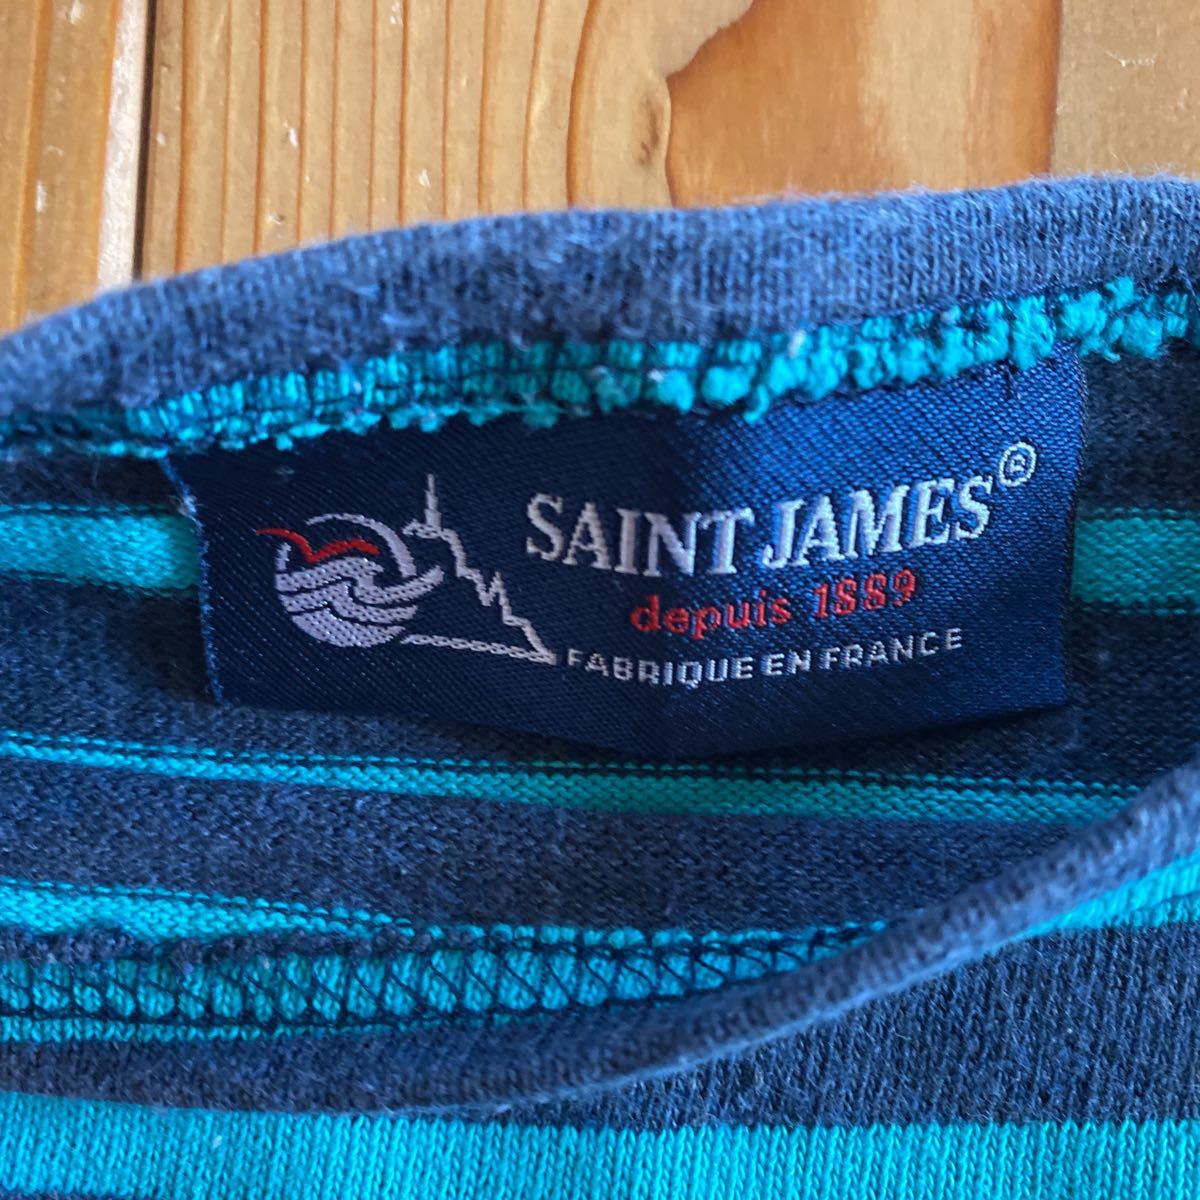 SAINT JAMES®
depuis 1889
FABRIQUE EN FRANCE